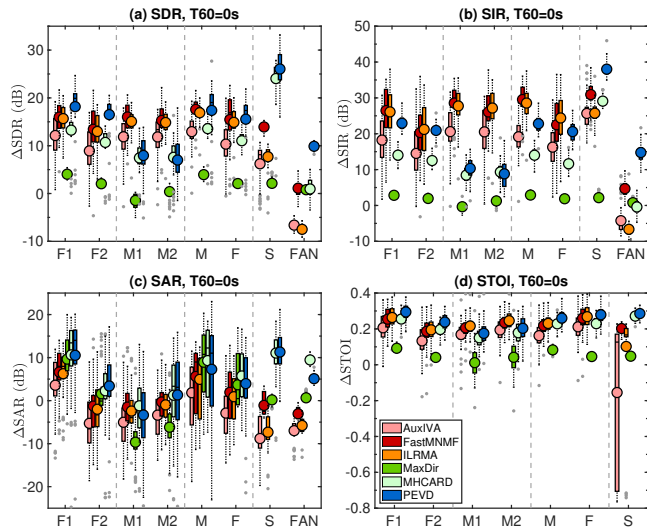 (a) SDR, T60=0s
ΔSDR (dB)
30
20
10
0
-10
F1 F2 M1 M2 M F S FAN
(b) SIR, T60=0s
ΔSIR (dB)
50
40
30
20
10
0
-10
F1 F2 M1 M2 M F S FAN
(c) SAR, T60=0s
ΔSAR (dB)
20
10
0
-10
-20
F1 F2 M1 M2 M F S FAN
(d) STOI, T60=0s
ΔSTOI
0.4
0.2
0
-0.2
-0.4
-0.6
-0.8
AuxIVA
FastMNMF
ILRMA
MaxDir
MHCARD
PEVD
F1 F2 M1 M2 M F S